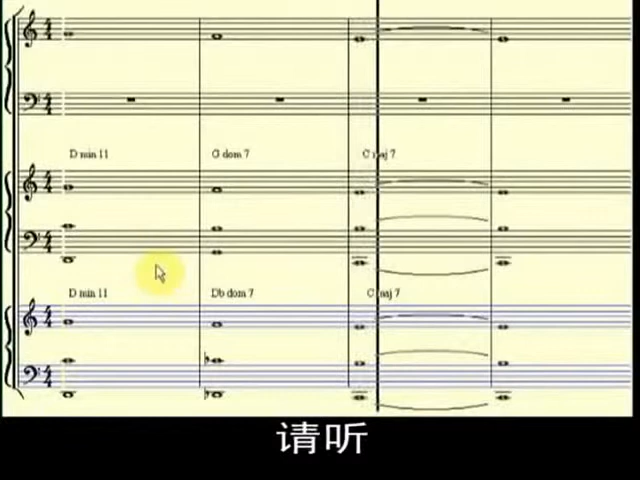 D min 11 G dom 7 C maj 7
D min 11 Db dom 7 C maj 7
请听